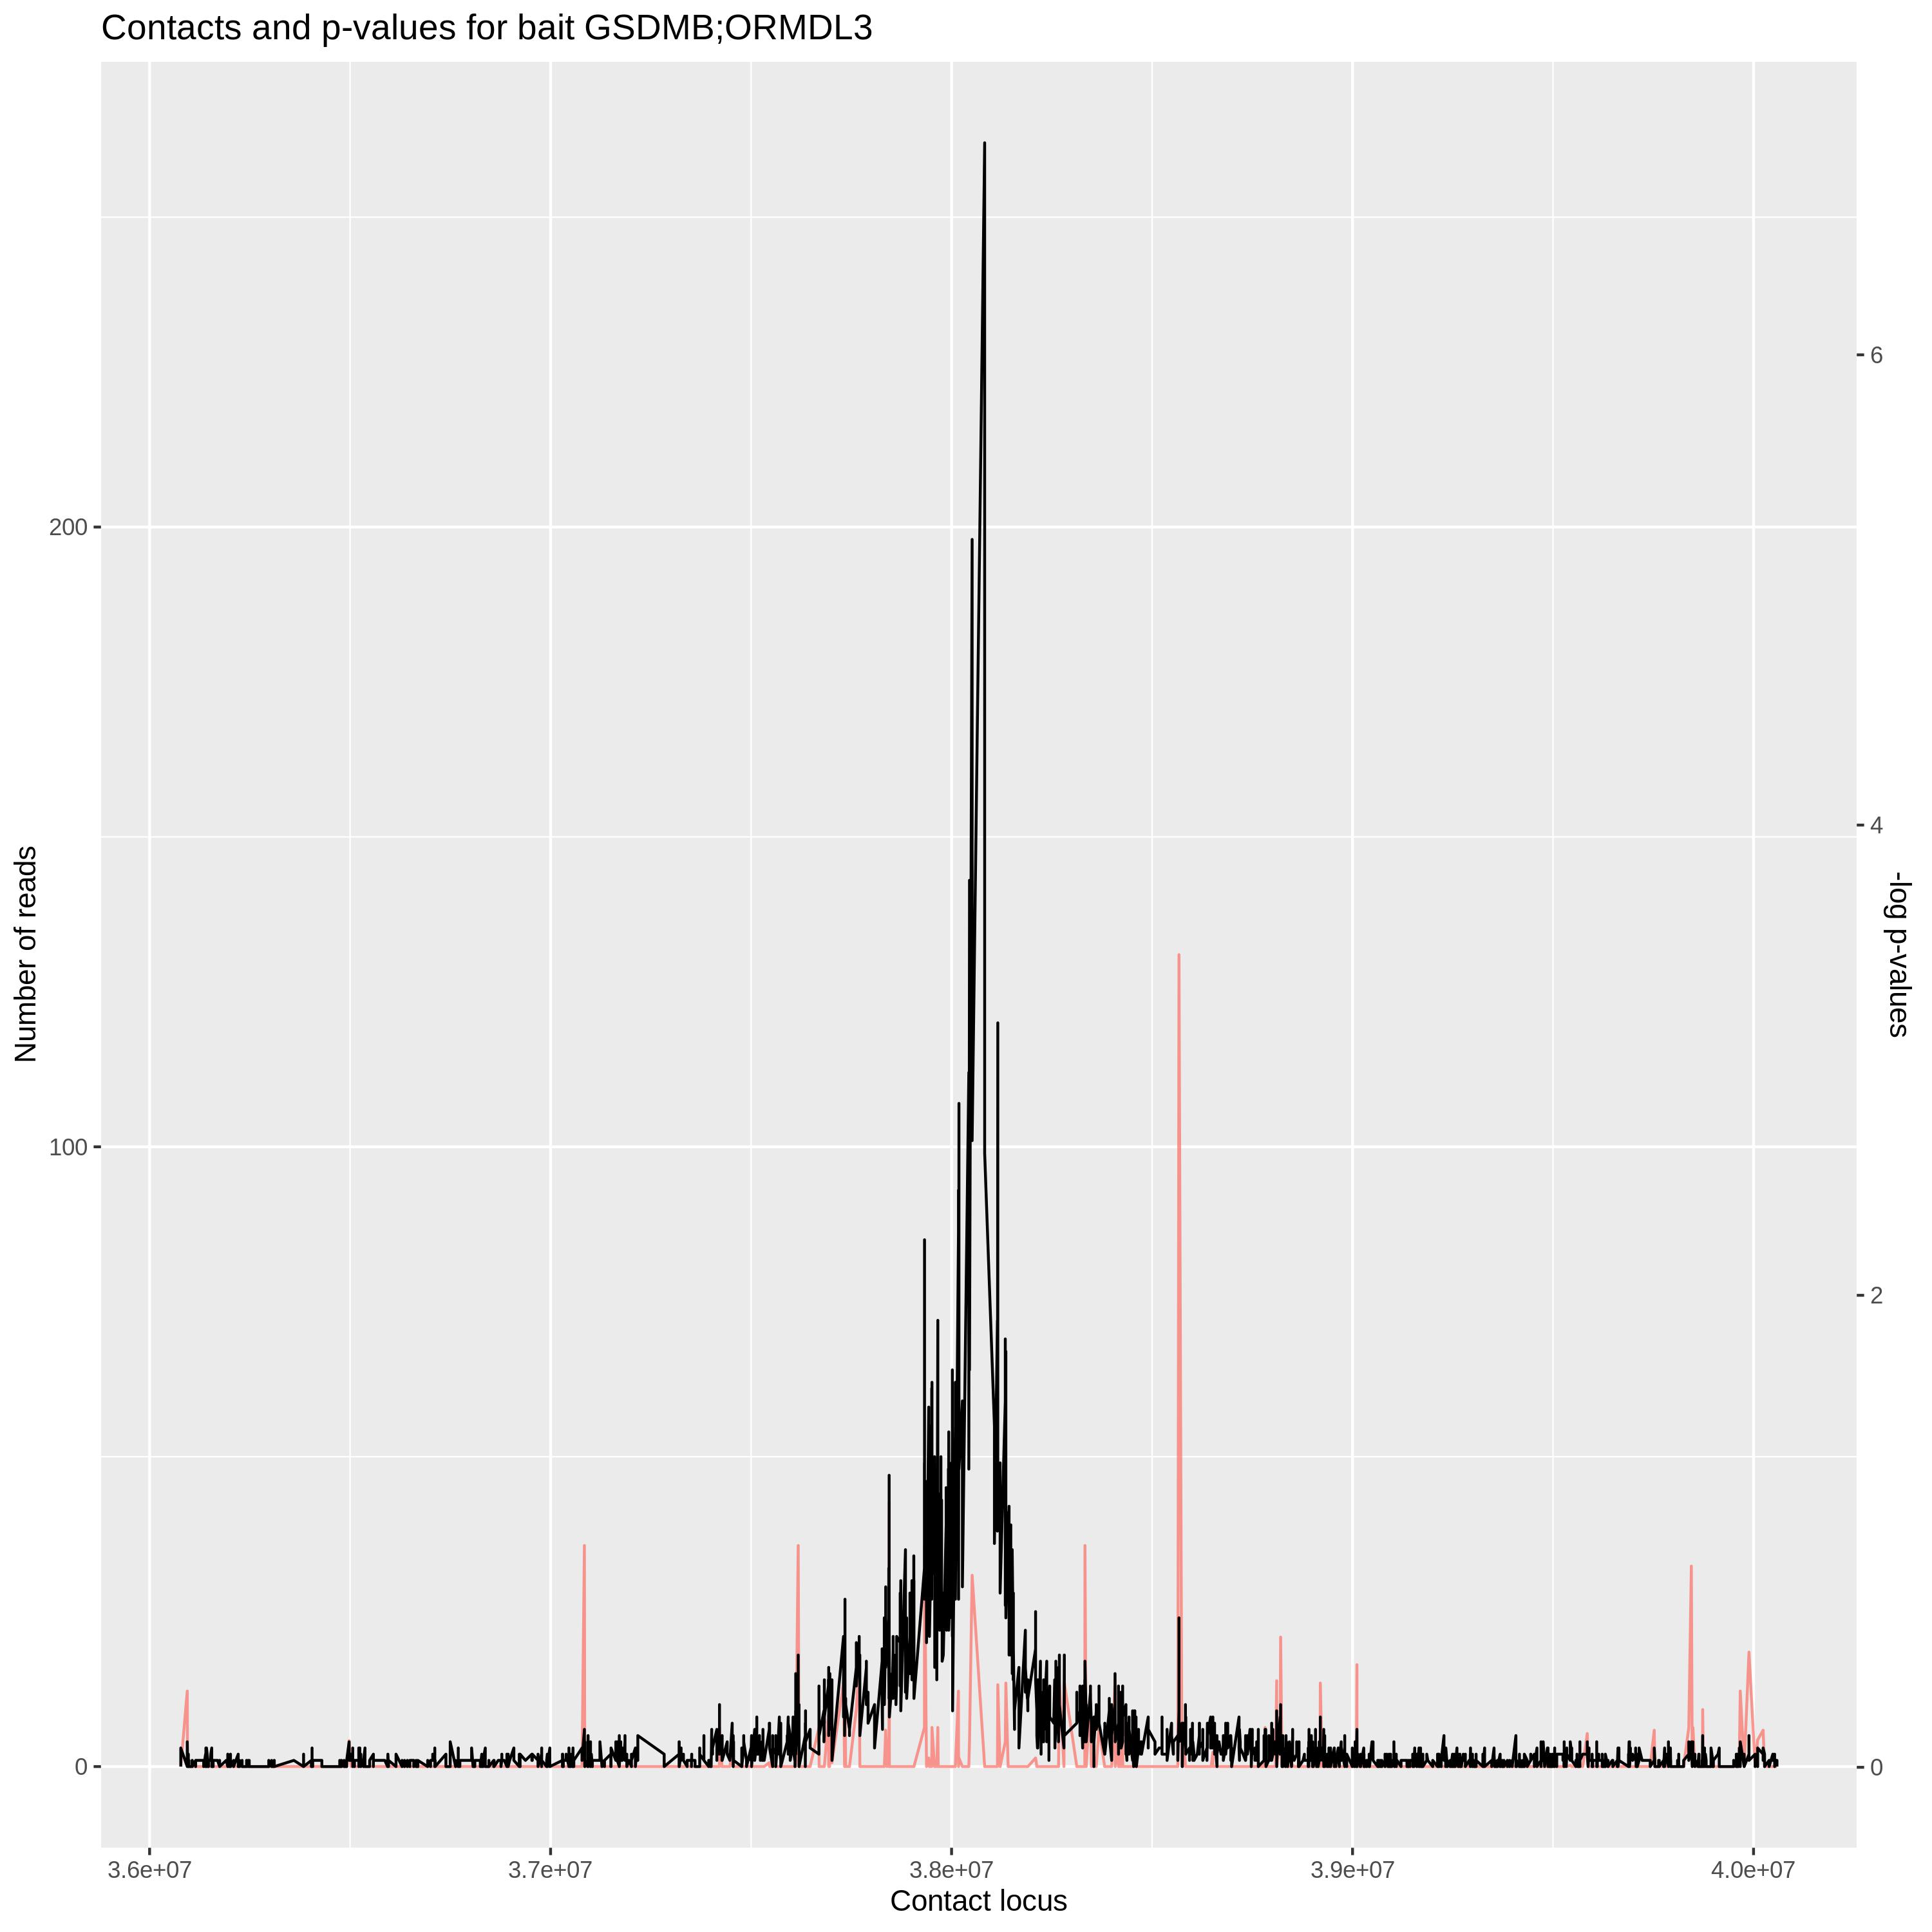 Contacts and p-values for bait GSDMB;ORMDL3
Number of reads
200
100
0
6
4
2
0
-log p-values
3.6e+07
3.7e+07
3.8e+07
3.9e+07
4.0e+07
Contact locus